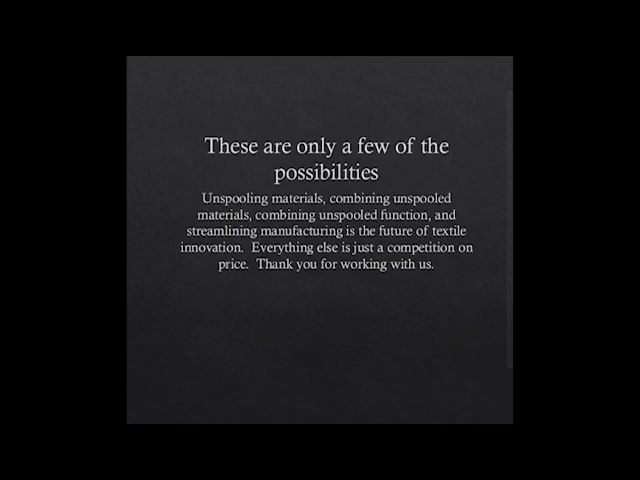 These are only a few of the
possibilities
Unspooling materials, combining unspooled
materials, combining unspooled function, and
streamlining manufacturing is the future of textile
innovation.  Everything else is just a competition on
price.  Thank you for working with us.